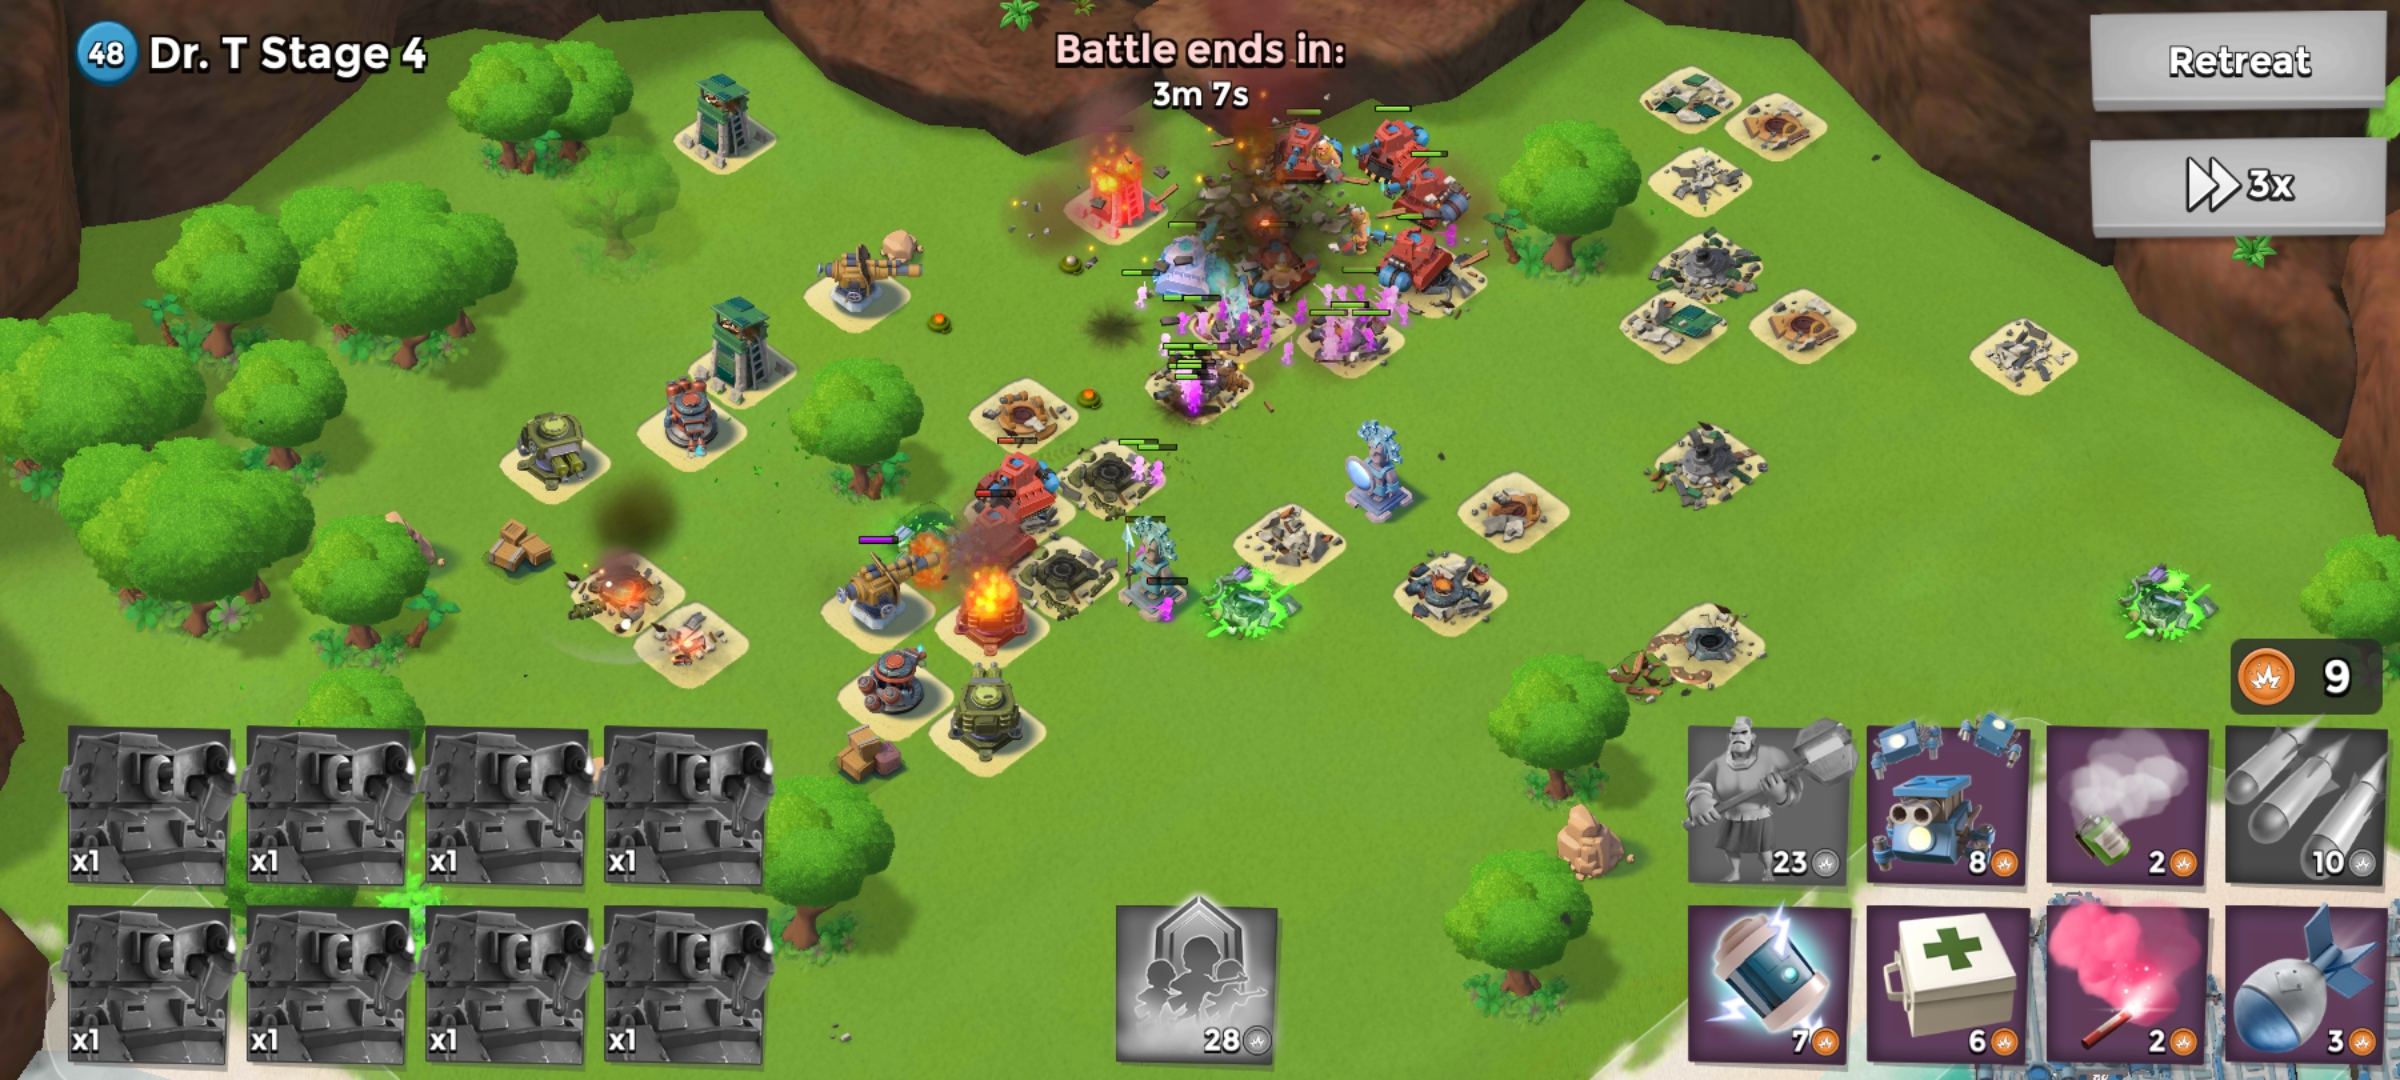 48 Dr. T Stage 4
Battle ends in:
3m 7s
Retreat
3x
9
x1 x1 x1 x1
23 8 2 10
x1 x1 x1 x1
28
7 6 2 3